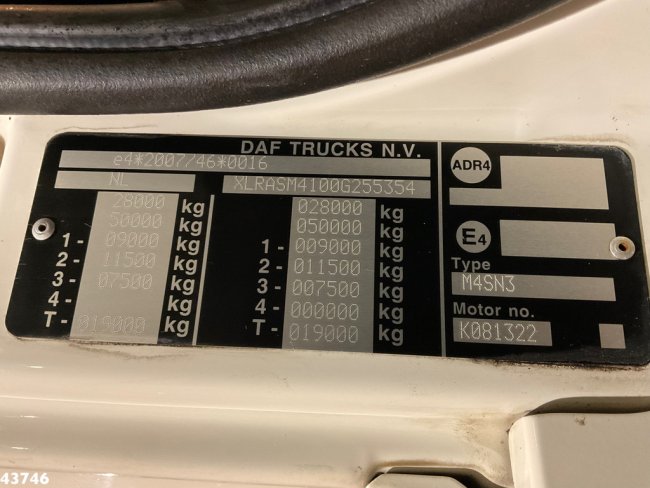 DAF TRUCKS N.V.
e4*2007/46*0016
NL XLRASM4100G255354
28000 kg 028000 kg
50000 kg 050000 kg
1- 09000 kg 1- 009000 kg
2- 11500 kg 2- 011500 kg
3- 07500 kg 3- 007500 kg
4- kg 4- 000000 kg
T- 019000 kg T- 019000 kg
ADR4
E4
Type
M4SN3
Motor no.
K081322
43746